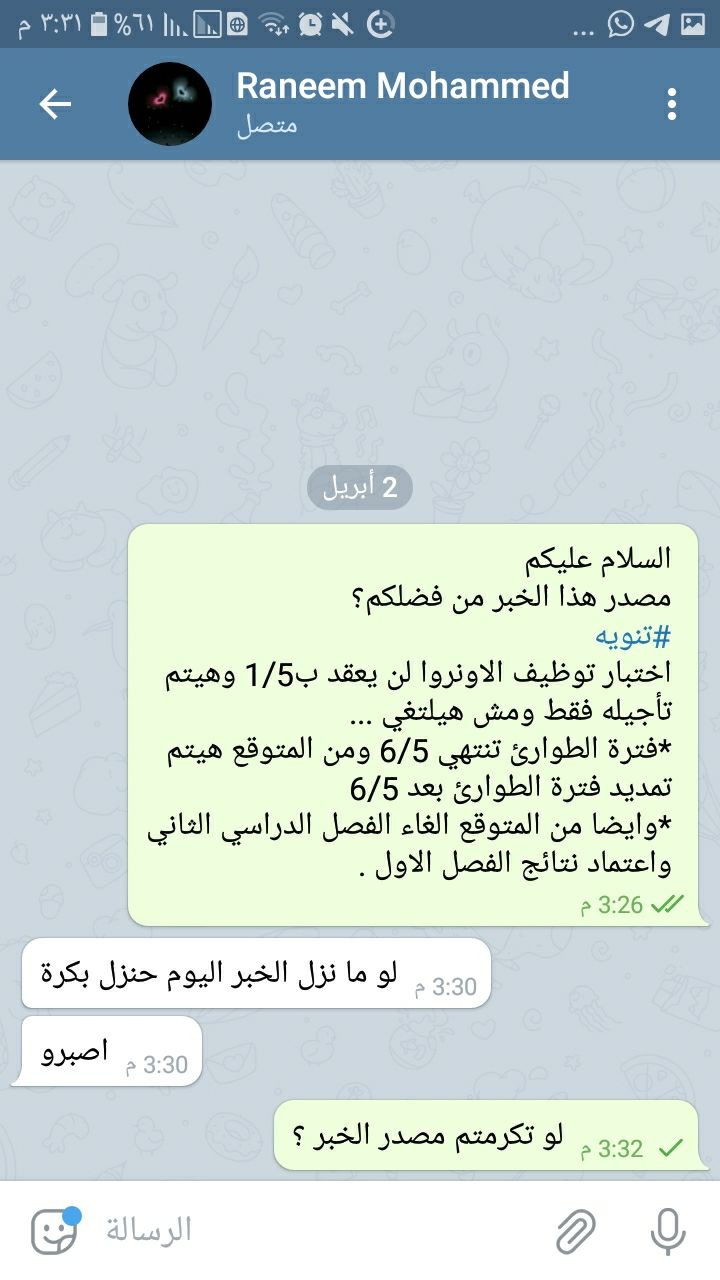 ٣:٣١ م ٦١%
...
Raneem Mohammed
متصل
2 أبريل
السلام عليكم
مصدر هذا الخبر من فضلكم؟
#تنويه
اختبار توظيف الاونروا لن يعقد ب1/5 وهيتم
تأجيله فقط ومش هيلتغي ...
*فترة الطوارئ تنتهي 6/5 ومن المتوقع هيتم
تمديد فترة الطوارئ بعد 6/5
*وايضا من المتوقع الغاء الفصل الدراسي الثاني
واعتماد نتائج الفصل الاول .
3:26 م
لو ما نزل الخبر اليوم حنزل بكرة
3:30 م
اصبرو
3:30 م
لو تكرمتم مصدر الخبر ؟
3:32 م
الرسالة